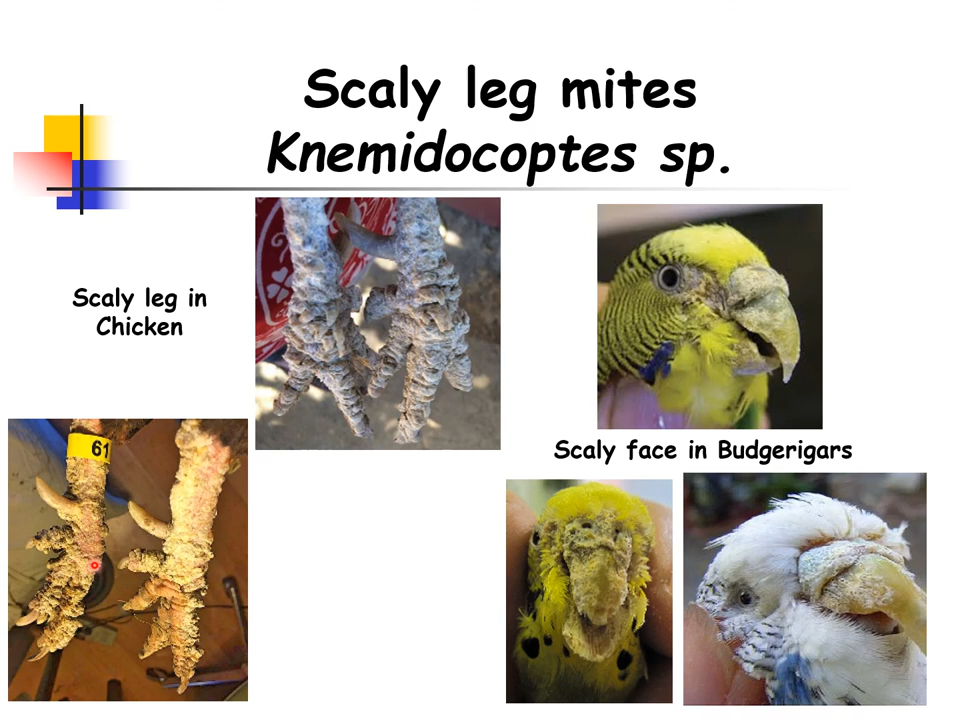 Scaly leg mites
Knemidocoptes sp.
Scaly leg in
Chicken
61
Scaly face in Budgerigars